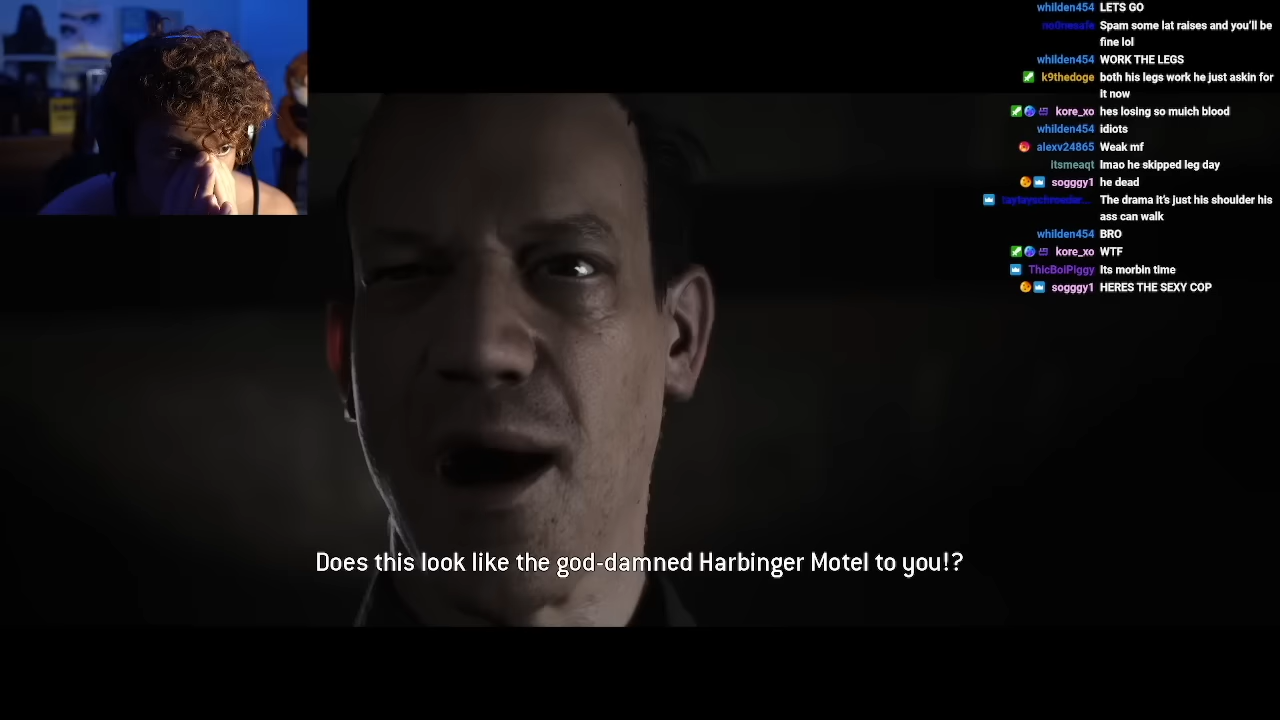 whilden454 LETS GO
no0nesafe Spam some lat raises and you'll be
fine lol
whilden454 WORK THE LEGS
k9thedoge both his legs work he just askin for
it now
kore_xo hes losing so mulch blood
whilden454 idiots
alexv24865 Weak mf
itsmeaqt lmao he skipped leg day
sogggy1 he dead
The drama it's just his shoulder his
ass can walk
whilden454 BRO
kore_xo WTF
ThicBoiPiggy Its morbin time
sogggy1 HERES THE SEXY COP
Does this look like the god-damned Harbinger Motel to you!?